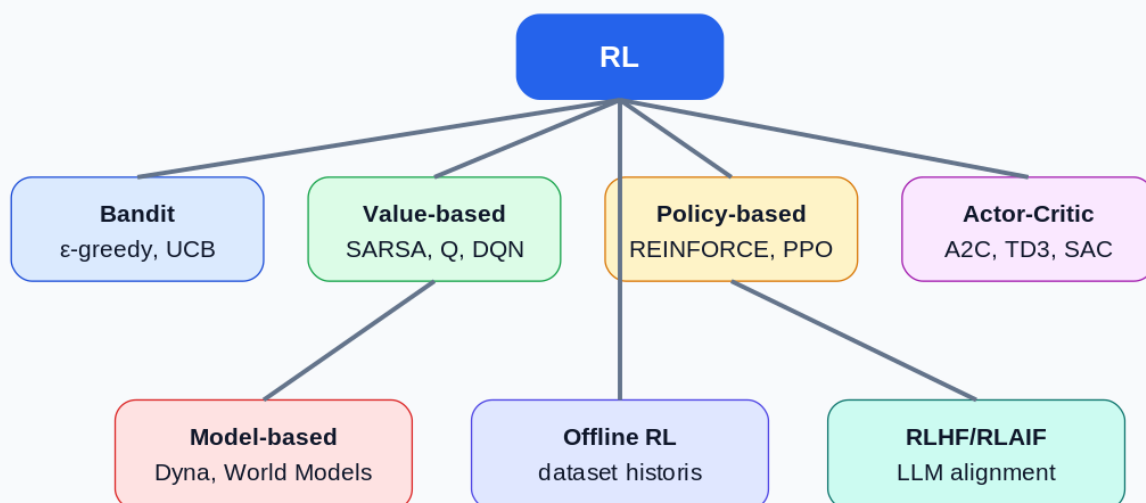 RL
Bandit
ε-greedy, UCB
Value-based
SARSA, Q, DQN
Policy-based
REINFORCE, PPO
Actor-Critic
A2C, TD3, SAC
Model-based
Dyna, World Models
Offline RL
dataset historis
RLHF/RLAIF
LLM alignment